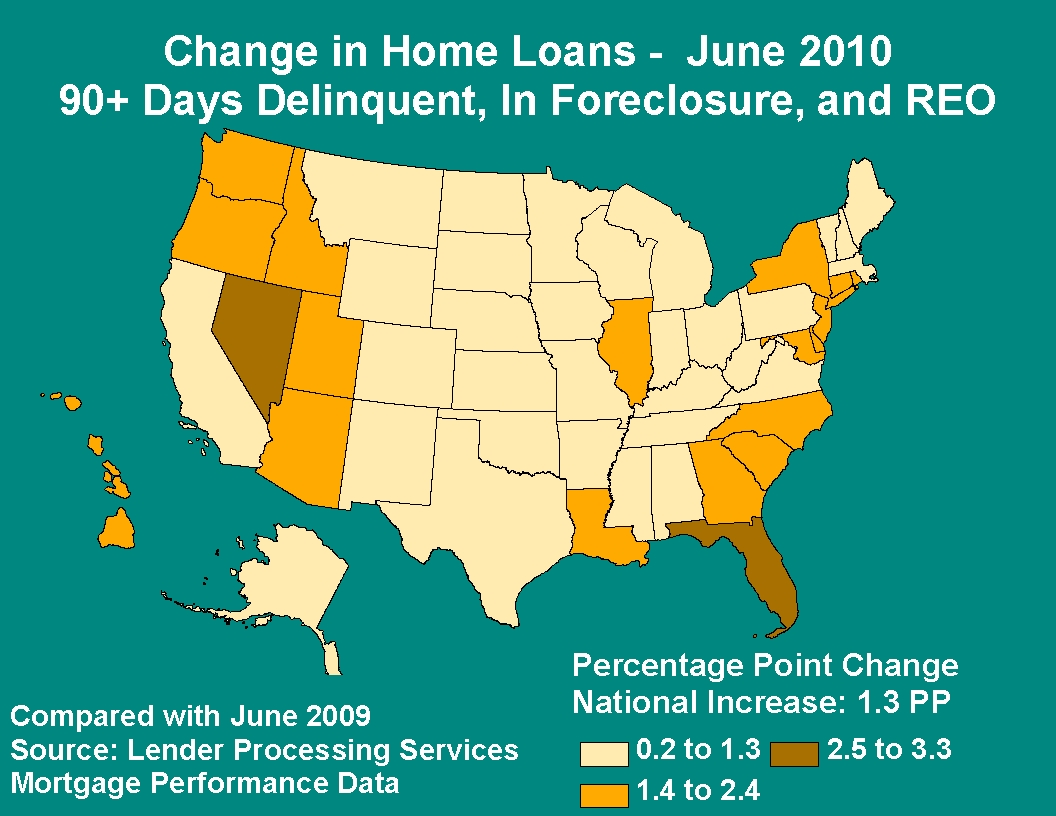 Change in Home Loans -  June 2010
90+ Days Delinquent, In Foreclosure, and REO
Percentage Point Change
National Increase: 1.3 PP
0.2 to 1.3
2.5 to 3.3
1.4 to 2.4
Compared with June 2009
Source: Lender Processing Services
Mortgage Performance Data